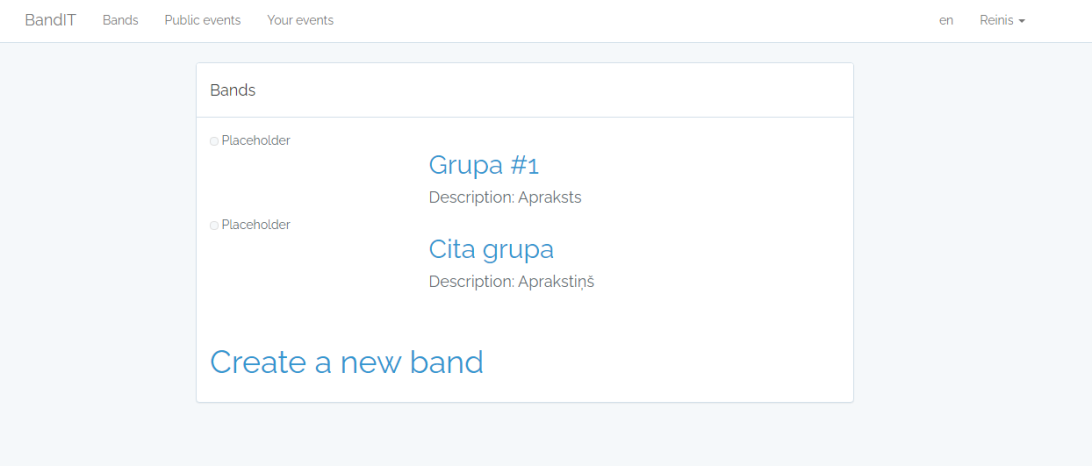 BandIT Bands Public events Your events en Reinis
Bands
Placeholder
Grupa #1
Description: Apraksts
Placeholder
Cita grupa
Description: Aprakstiņš
Create a new band